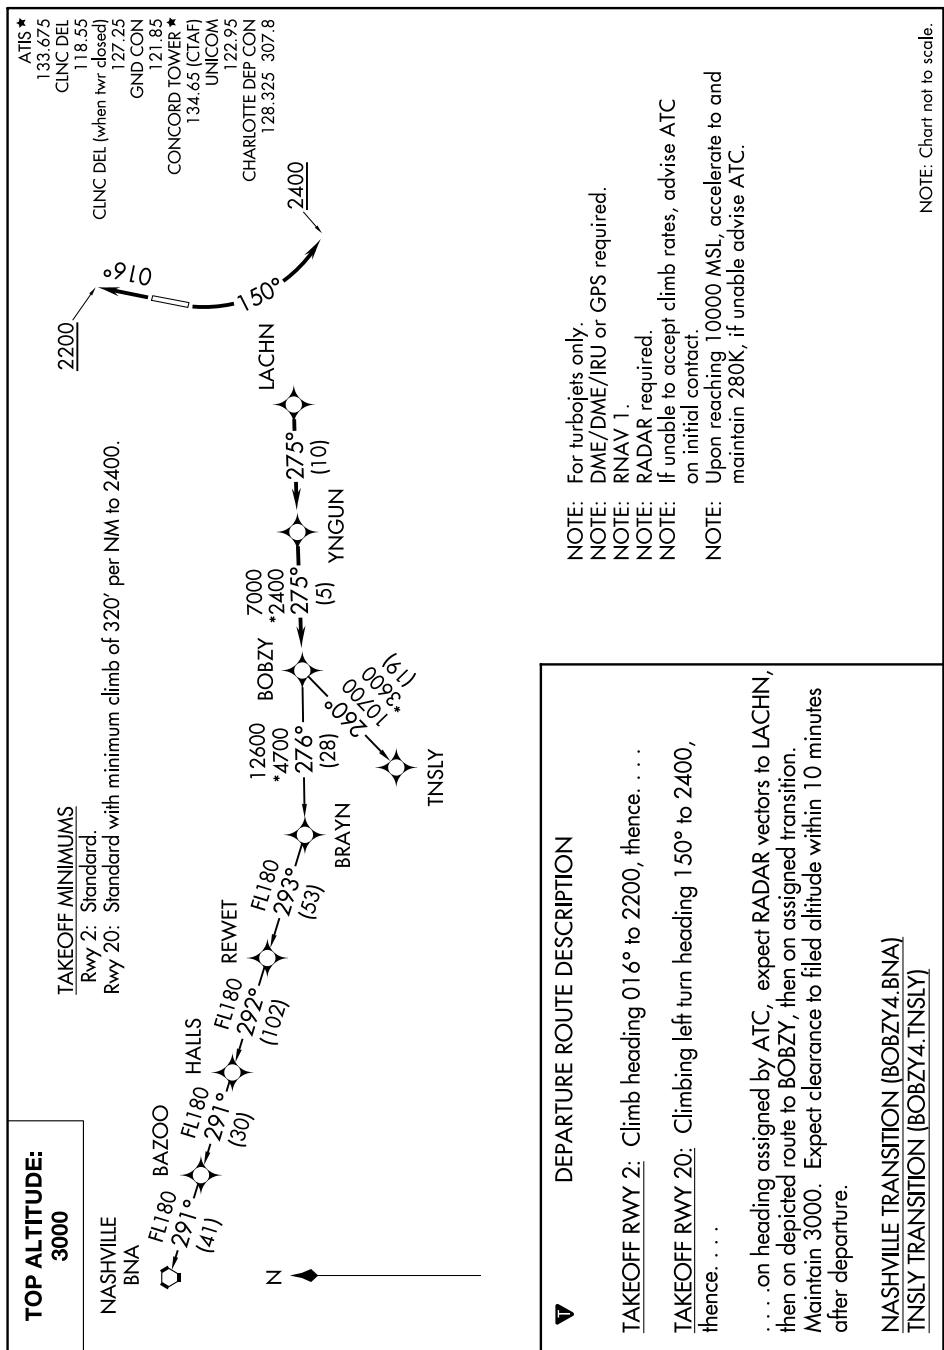 TOP ALTITUDE:
3000
ATIS ★
133.675
CLNC DEL
118.55
CLNC DEL (when twr closed)
127.25
GND CON
121.85
CONCORD TOWER ★
134.65 (CTAF)
UNICOM
122.95
CHARLOTTE DEP CON
128.325 307.8
TAKEOFF MINIMUMS
Rwy 2: Standard.
Rwy 20: Standard with minimum climb of 320' per NM to 2400.
2200
016°
150°
2400
NASHVILLE
BNA
FL180
291°
(41)
BAZOO
FL180
291°
(30)
HALLS
FL180
292°
(102)
REWET
FL180
293°
(53)
BRAYN
12600
*4700
276°
(28)
BOBZY
7000
*2400
275°
(5)
YNGUN
275°
(10)
LACHN
260°
10700
*3600
(19)
TNSLY
N
NOTE: For turbojets only.
NOTE: DME/DME/IRU or GPS required.
NOTE: RNAV 1.
NOTE: RADAR required.
NOTE: If unable to accept climb rates, advise ATC
on initial contact.
NOTE: Upon reaching 10000 MSL, accelerate to and
maintain 280K, if unable advise ATC.
NOTE: Chart not to scale.
T
DEPARTURE ROUTE DESCRIPTION
TAKEOFF RWY 2: Climb heading 016° to 2200, thence. . . .
TAKEOFF RWY 20: Climbing left turn heading 150° to 2400,
thence. . . .
. . . .on heading assigned by ATC, expect RADAR vectors to LACHN,
then on depicted route to BOBZY, then on assigned transition.
Maintain 3000. Expect clearance to filed altitude within 10 minutes
after departure.
NASHVILLE TRANSITION (BOBZY4.BNA)
TNSLY TRANSITION (BOBZY4.TNSLY)